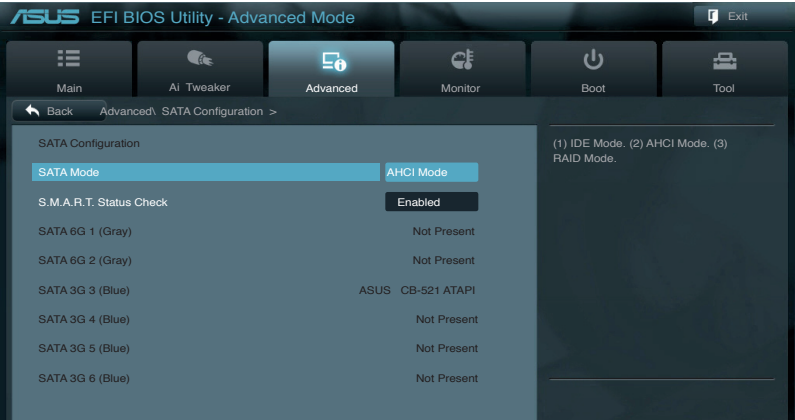 ASUS EFI BIOS Utility - Advanced Mode Exit
Main Ai Tweaker Advanced Monitor Boot Tool
Back Advanced\ SATA Configuration >
SATA Configuration
SATA Mode AHCI Mode
S.M.A.R.T. Status Check Enabled
SATA 6G 1 (Gray) Not Present
SATA 6G 2 (Gray) Not Present
SATA 3G 3 (Blue) ASUS CB-521 ATAPI
SATA 3G 4 (Blue) Not Present
SATA 3G 5 (Blue) Not Present
SATA 3G 6 (Blue) Not Present
(1) IDE Mode. (2) AHCI Mode. (3)
RAID Mode.